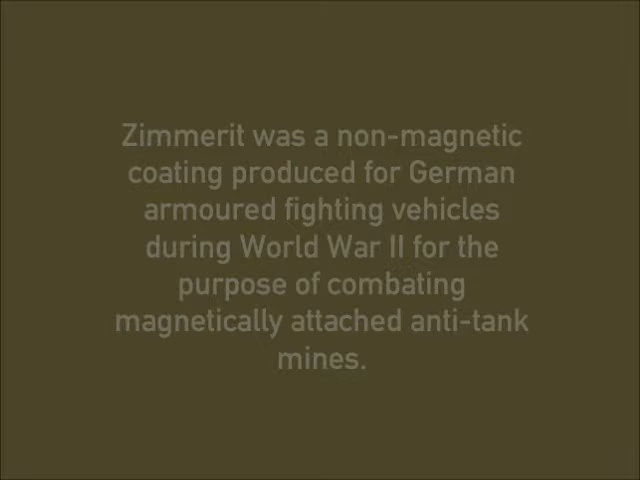 Zimmerit was a non-magnetic
coating produced for German
armoured fighting vehicles
during World War II for the
purpose of combating
magnetically attached anti-tank
mines.